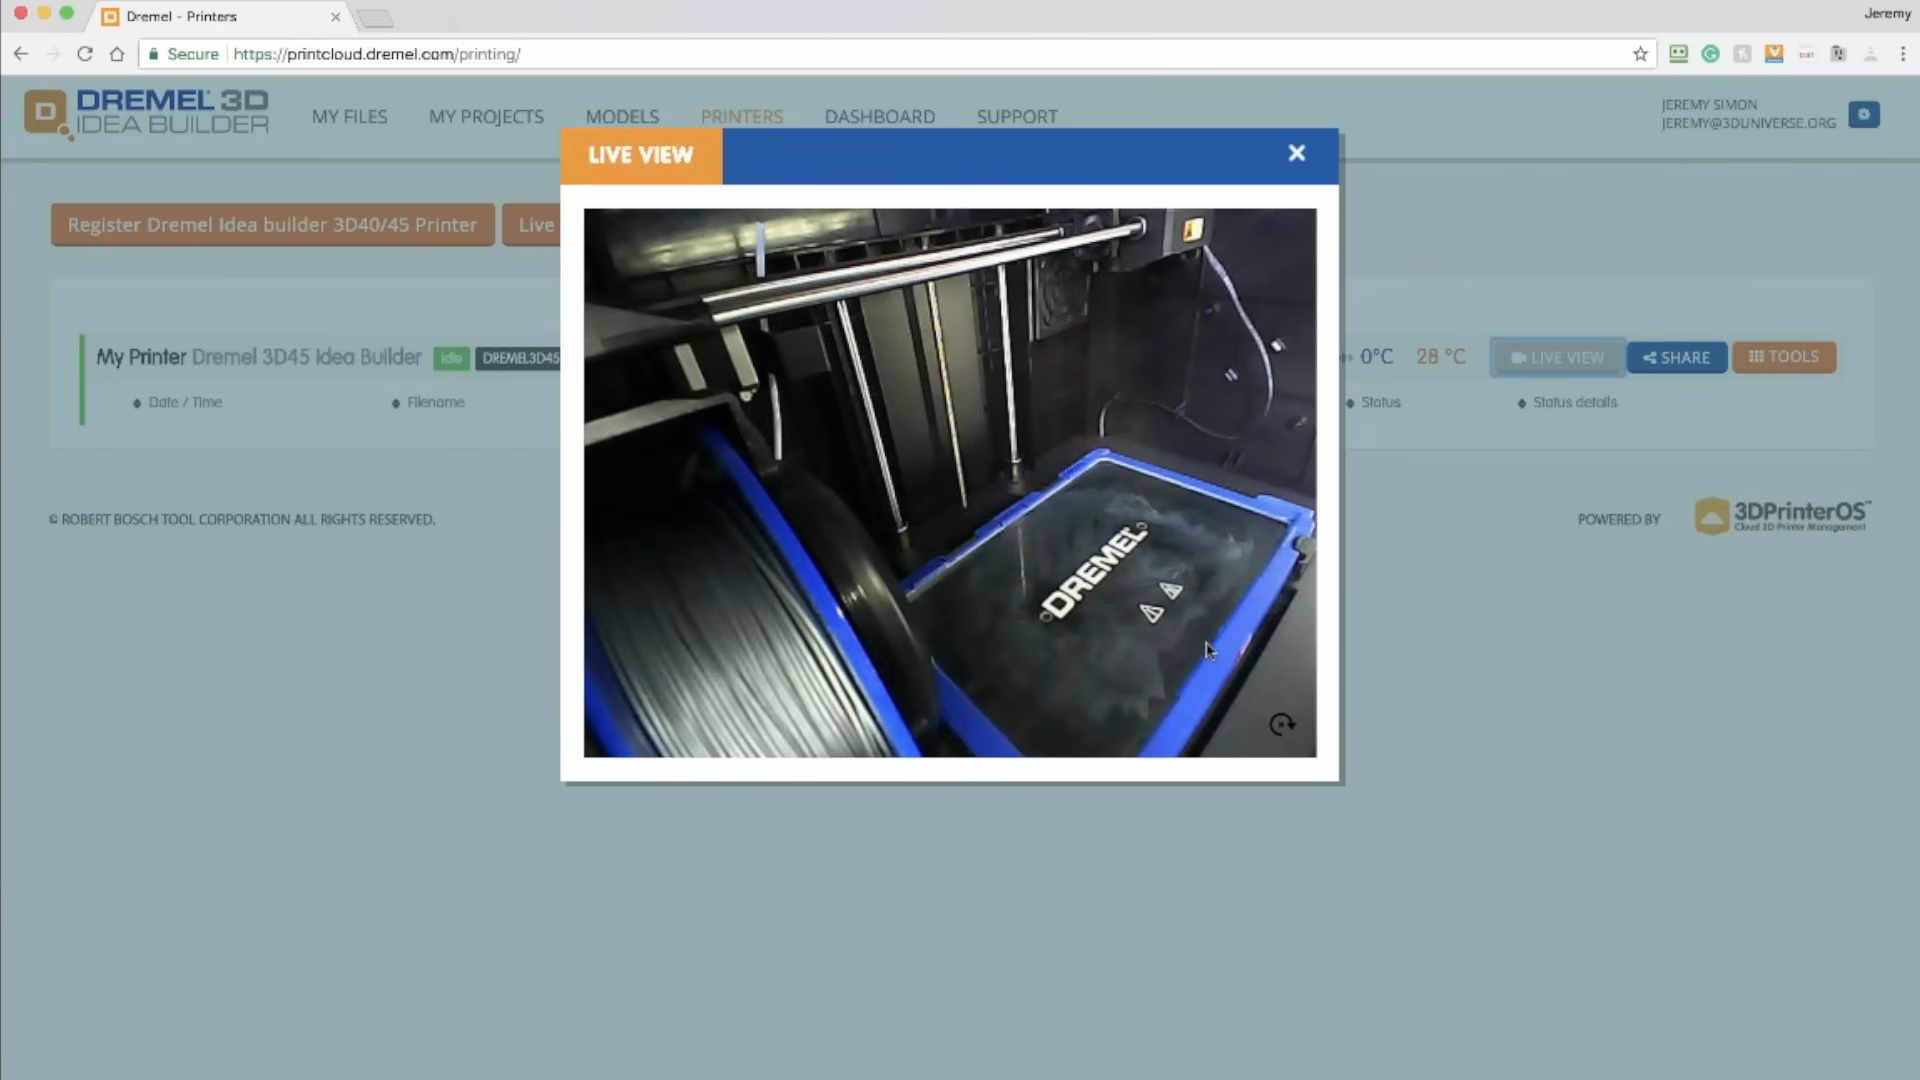 Dremel - Printers
Jeremy
Secure https://printcloud.dremel.com/printing/
DREMEL 3D
IDEA BUILDER
MY FILES
MY PROJECTS
MODELS
PRINTERS
DASHBOARD
SUPPORT
JEREMY SIMON
JEREMY@3DUNIVERSE.ORG
LIVE VIEW
Register Dremel Idea builder 3D40/45 Printer
Live
My Printer Dremel 3D45 Idea Builder Idle DREMEL3D45
0°C 28 °C
LIVE VIEW
SHARE
TOOLS
Date / Time
Filename
Status
Status details
DREMEL
© ROBERT BOSCH TOOL CORPORATION ALL RIGHTS RESERVED.
POWERED BY
3DPrinterOS™
Cloud 3D Printer Management